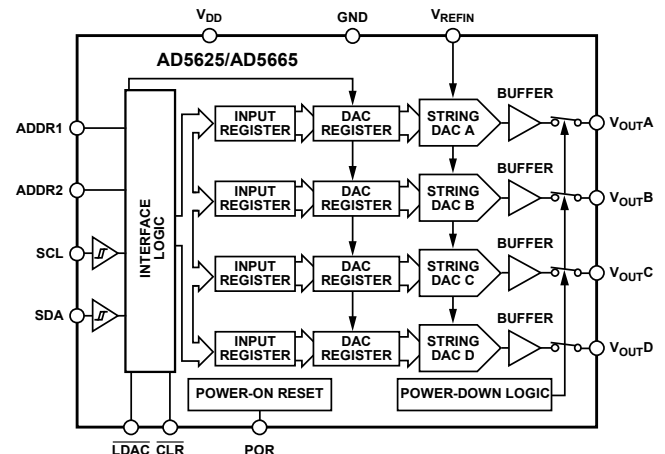 VDD
GND
VREFIN
AD5625/AD5665
BUFFER
ADDR1
INPUT
REGISTER
DAC
REGISTER
STRING
DAC A
VOUTA
BUFFER
ADDR2
INPUT
REGISTER
DAC
REGISTER
STRING
DAC B
VOUTB
INTERFACE
LOGIC
BUFFER
SCL
INPUT
REGISTER
DAC
REGISTER
STRING
DAC C
VOUTC
BUFFER
SDA
INPUT
REGISTER
DAC
REGISTER
STRING
DAC D
VOUTD
POWER-ON RESET
POWER-DOWN LOGIC
LDAC
CLR
POR